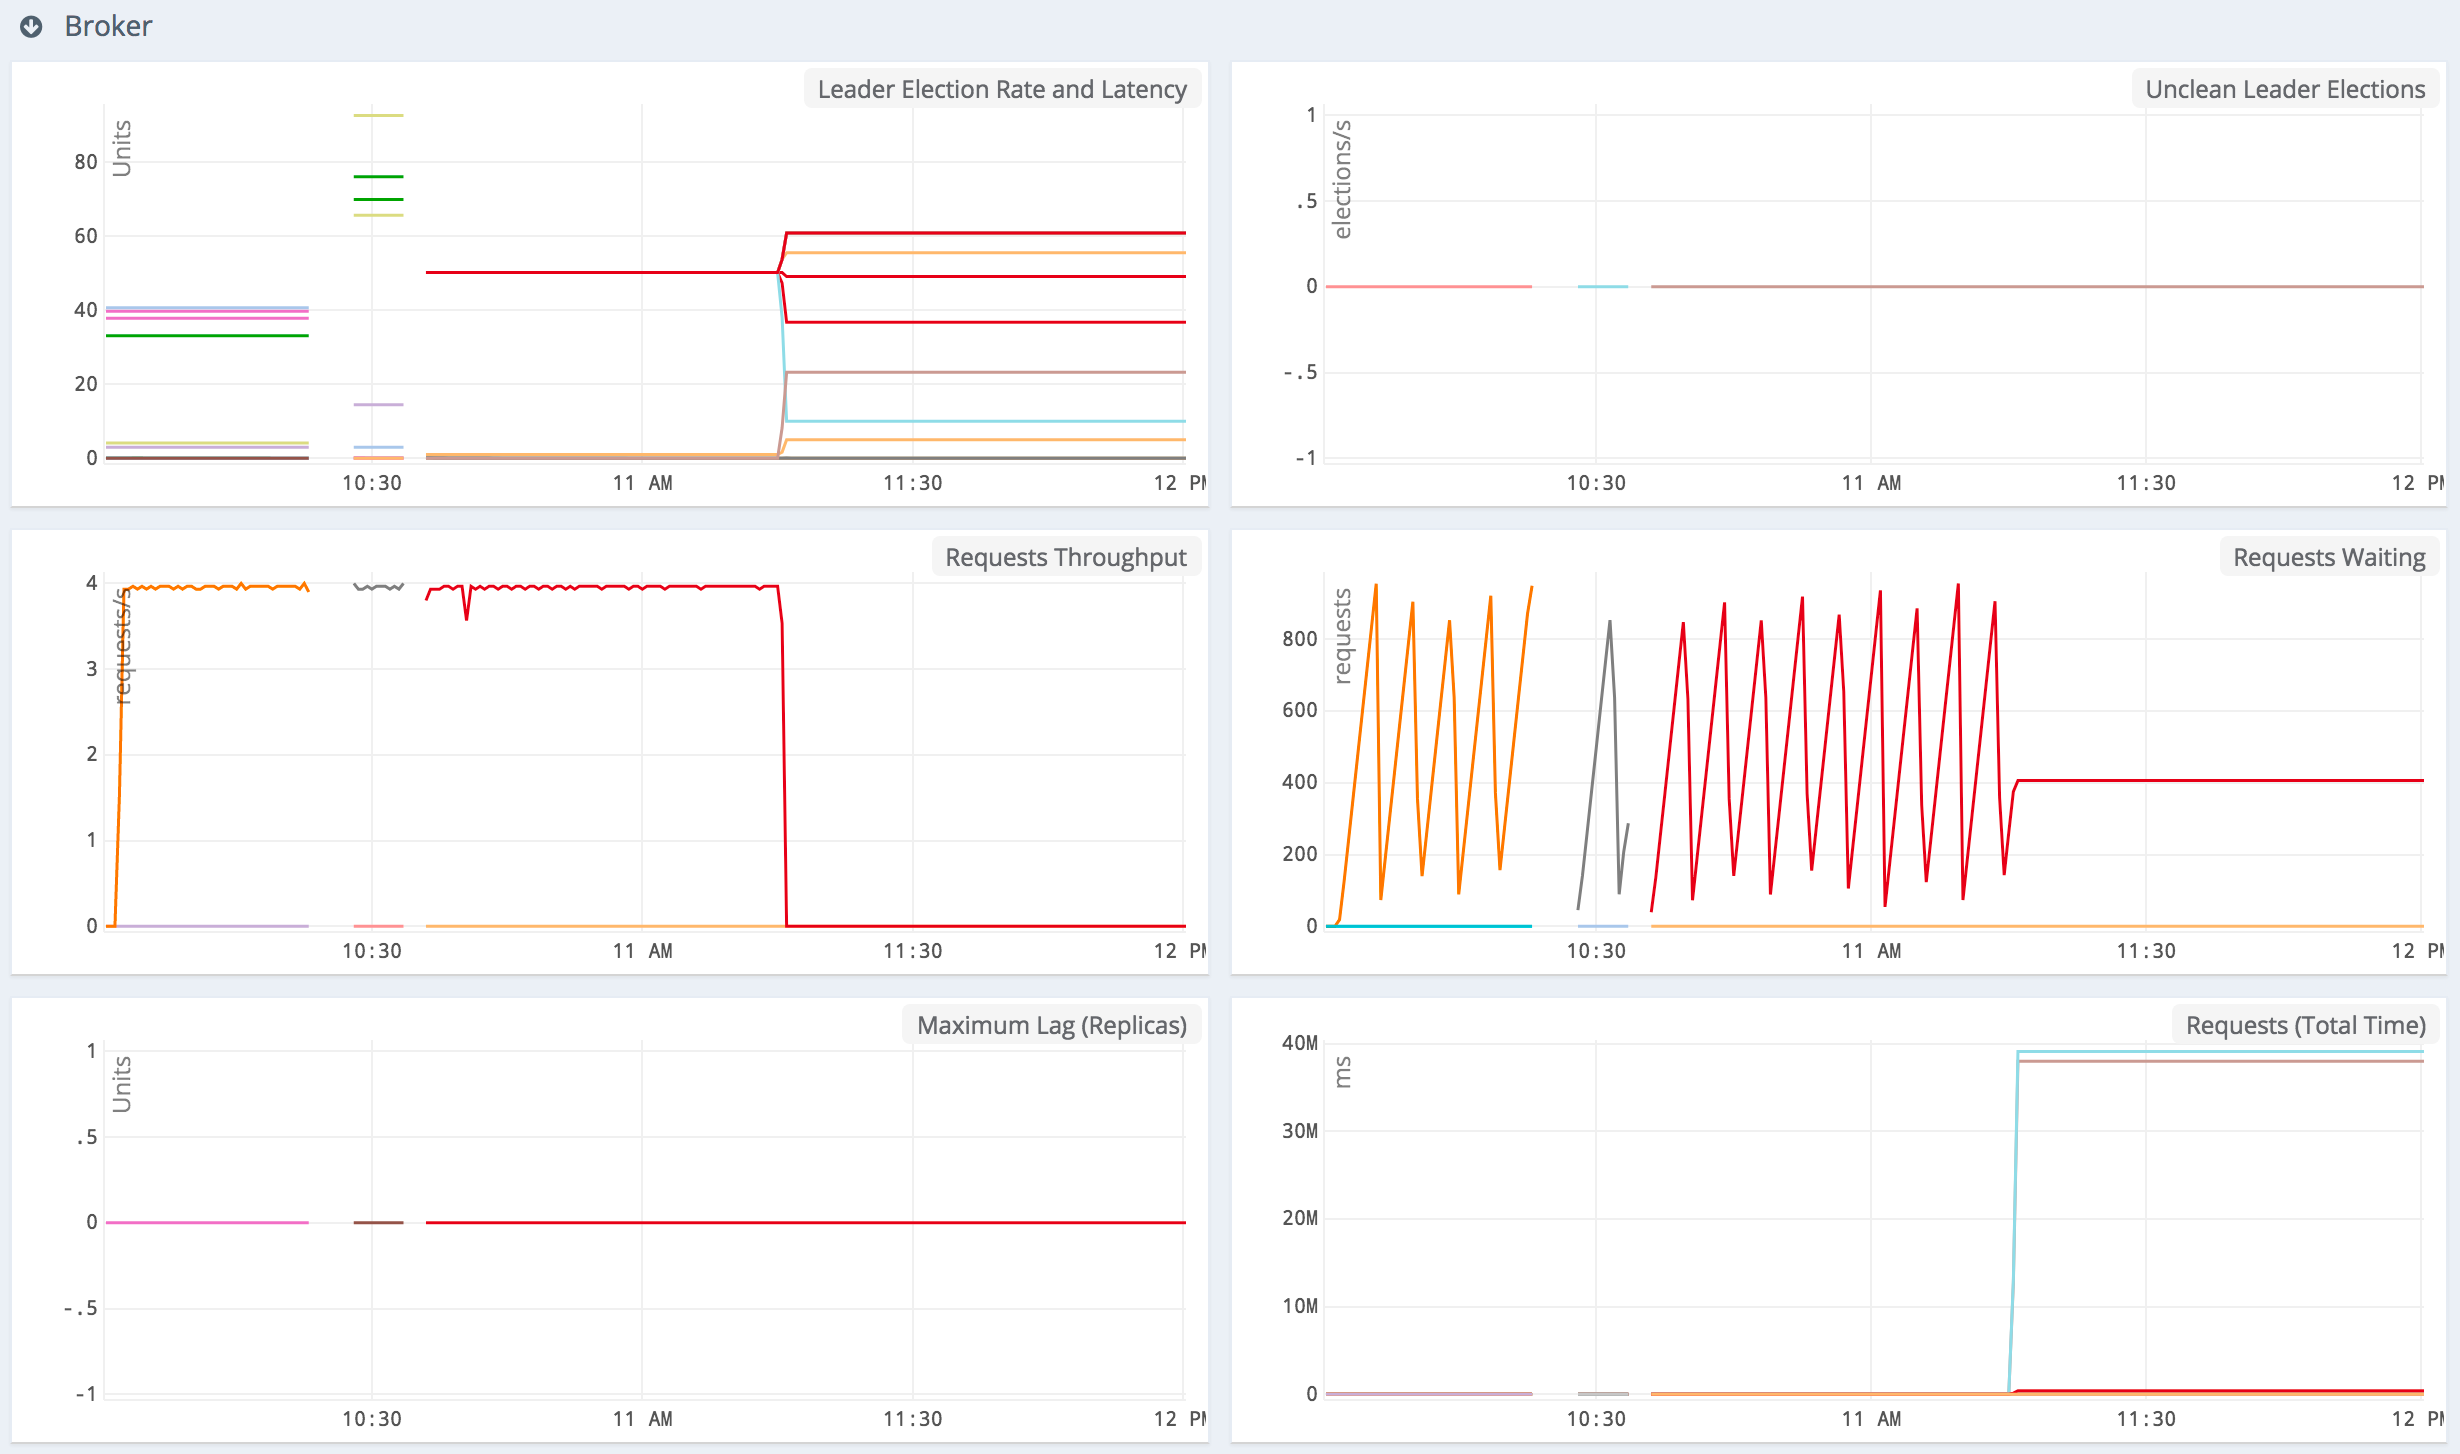 Broker
Leader Election Rate and Latency
Units
80
60
40
20
0
10:30
11 AM
11:30
12 PM
Unclean Leader Elections
elections/s
1
.5
0
-.5
-1
10:30
11 AM
11:30
12 PM
Requests Throughput
requests/s
4
3
2
1
0
10:30
11 AM
11:30
12 PM
Requests Waiting
requests
800
600
400
200
0
10:30
11 AM
11:30
12 PM
Maximum Lag (Replicas)
Units
1
.5
0
-.5
-1
10:30
11 AM
11:30
12 PM
Requests (Total Time)
ms
40M
30M
20M
10M
0
10:30
11 AM
11:30
12 PM